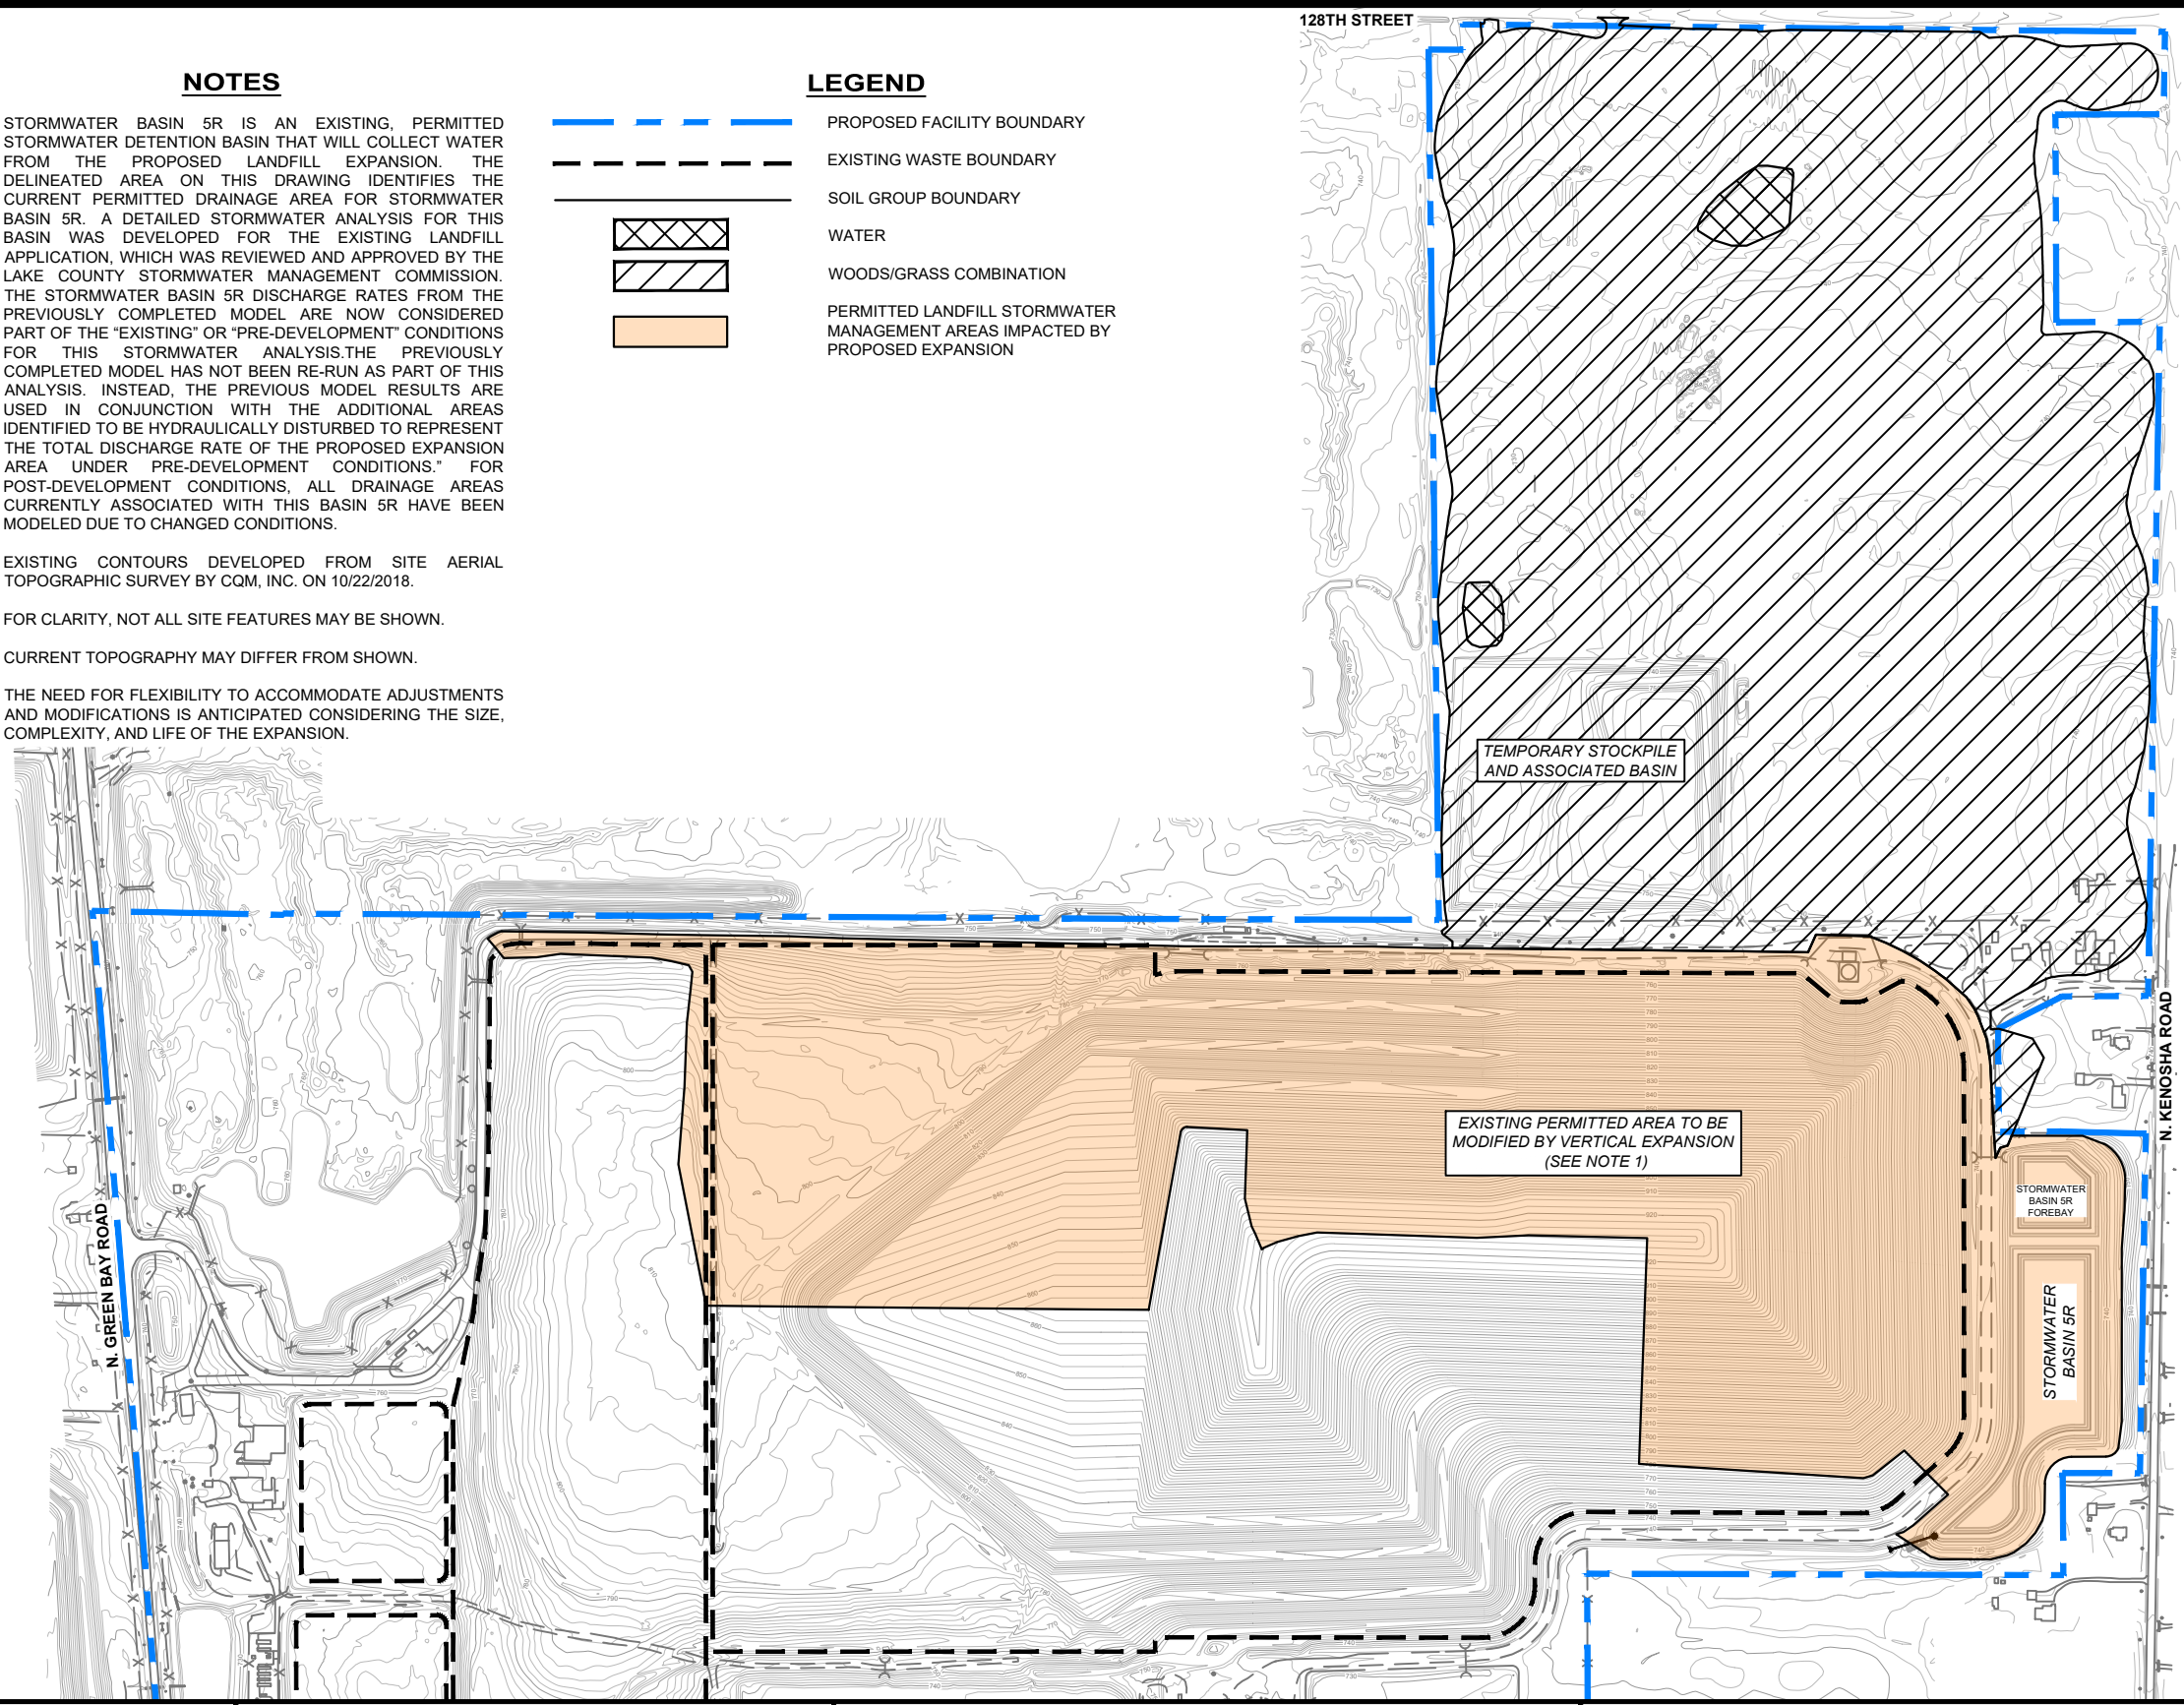 128TH STREET
NOTES
STORMWATER BASIN 5R IS AN EXISTING, PERMITTED
STORMWATER DETENTION BASIN THAT WILL COLLECT WATER
FROM THE PROPOSED LANDFILL EXPANSION. THE
DELINEATED AREA ON THIS DRAWING IDENTIFIES THE
CURRENT PERMITTED DRAINAGE AREA FOR STORMWATER
BASIN 5R. A DETAILED STORMWATER ANALYSIS FOR THIS
BASIN WAS DEVELOPED FOR THE EXISTING LANDFILL
APPLICATION, WHICH WAS REVIEWED AND APPROVED BY THE
LAKE COUNTY STORMWATER MANAGEMENT COMMISSION.
THE STORMWATER BASIN 5R DISCHARGE RATES FROM THE
PREVIOUSLY COMPLETED MODEL ARE NOW CONSIDERED
PART OF THE “EXISTING” OR “PRE-DEVELOPMENT” CONDITIONS
FOR THIS STORMWATER ANALYSIS.THE PREVIOUSLY
COMPLETED MODEL HAS NOT BEEN RE-RUN AS PART OF THIS
ANALYSIS. INSTEAD, THE PREVIOUS MODEL RESULTS ARE
USED IN CONJUNCTION WITH THE ADDITIONAL AREAS
IDENTIFIED TO BE HYDRAULICALLY DISTURBED TO REPRESENT
THE TOTAL DISCHARGE RATE OF THE PROPOSED EXPANSION
AREA UNDER PRE-DEVELOPMENT CONDITIONS.” FOR
POST-DEVELOPMENT CONDITIONS, ALL DRAINAGE AREAS
CURRENTLY ASSOCIATED WITH THIS BASIN 5R HAVE BEEN
MODELED DUE TO CHANGED CONDITIONS.
EXISTING CONTOURS DEVELOPED FROM SITE AERIAL
TOPOGRAPHIC SURVEY BY CQM, INC. ON 10/22/2018.
FOR CLARITY, NOT ALL SITE FEATURES MAY BE SHOWN.
CURRENT TOPOGRAPHY MAY DIFFER FROM SHOWN.
THE NEED FOR FLEXIBILITY TO ACCOMMODATE ADJUSTMENTS
AND MODIFICATIONS IS ANTICIPATED CONSIDERING THE SIZE,
COMPLEXITY, AND LIFE OF THE EXPANSION.
LEGEND
PROPOSED FACILITY BOUNDARY
EXISTING WASTE BOUNDARY
SOIL GROUP BOUNDARY
WATER
WOODS/GRASS COMBINATION
PERMITTED LANDFILL STORMWATER
MANAGEMENT AREAS IMPACTED BY
PROPOSED EXPANSION
TEMPORARY STOCKPILE
AND ASSOCIATED BASIN
EXISTING PERMITTED AREA TO BE
MODIFIED BY VERTICAL EXPANSION
(SEE NOTE 1)
STORMWATER
BASIN 5R
FOREBAY
STORMWATER
BASIN 5R
N. KENOSHA ROAD
N. GREEN BAY ROAD